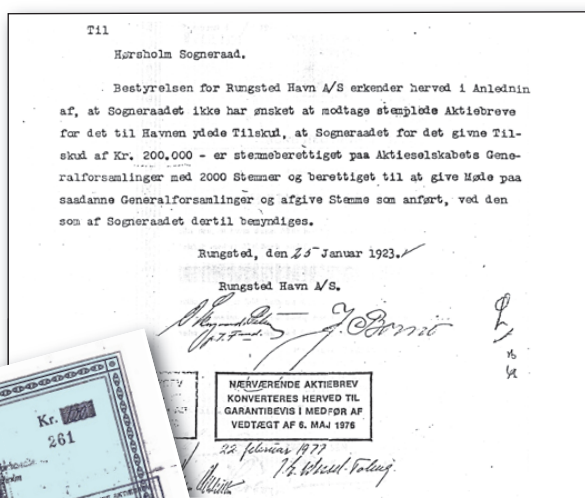 Til
Hørsholm Sogneraad.
Bestyrelsen for Rungsted Havn A/S erkender herved i Anlednin
af, at Sogneraadet ikke har ønsket at modtage stemplede Aktiebreve
for det til Havnen ydede Tilskud, at Sogneraadet for det givne Til-
skud af Kr. 200.000 - er stemmeberettiget paa Aktieselskabets Gene-
ralforsamlinger med 2000 Stemmer og berettiget til at give Møde paa
saadanne Generalforsamlinger og afgive Stemme som anført, ved den
som af Sogneraadet dertil bemyndiges.
Rungsted, den 25 Januar 1923.
Rungsted Havn A/S.
NÆRVÆRENDE AKTIEBREV
KONVERTERES HERVED TIL
GARANTIBEVIS I MEDFØR AF
VEDTÆGT AF 6. MAJ 1976
22 februar 1977
Kr.
261